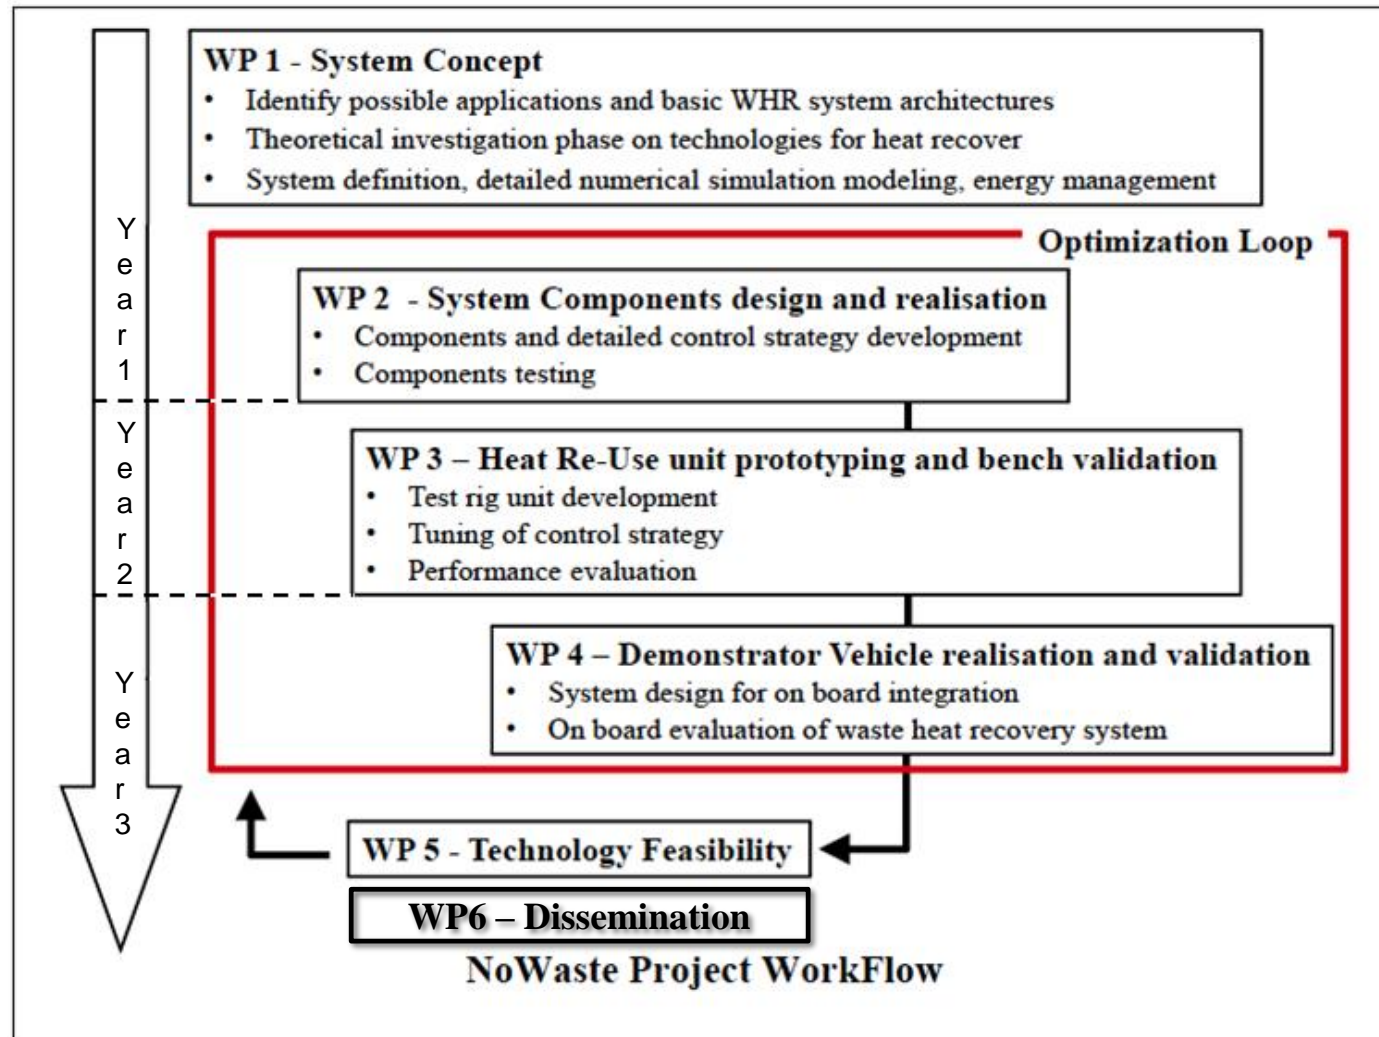 WP 1 - System Concept
• Identify possible applications and basic WHR system architectures
• Theoretical investigation phase on technologies for heat recover
• System definition, detailed numerical simulation modeling, energy management
Year1
Optimization Loop
WP 2 - System Components design and realisation
• Components and detailed control strategy development
• Components testing
Year2
WP 3 – Heat Re-Use unit prototyping and bench validation
• Test rig unit development
• Tuning of control strategy
• Performance evaluation
Year3
WP 4 – Demonstrator Vehicle realisation and validation
• System design for on board integration
• On board evaluation of waste heat recovery system
WP 5 - Technology Feasibility
WP6 – Dissemination
NoWaste Project WorkFlow